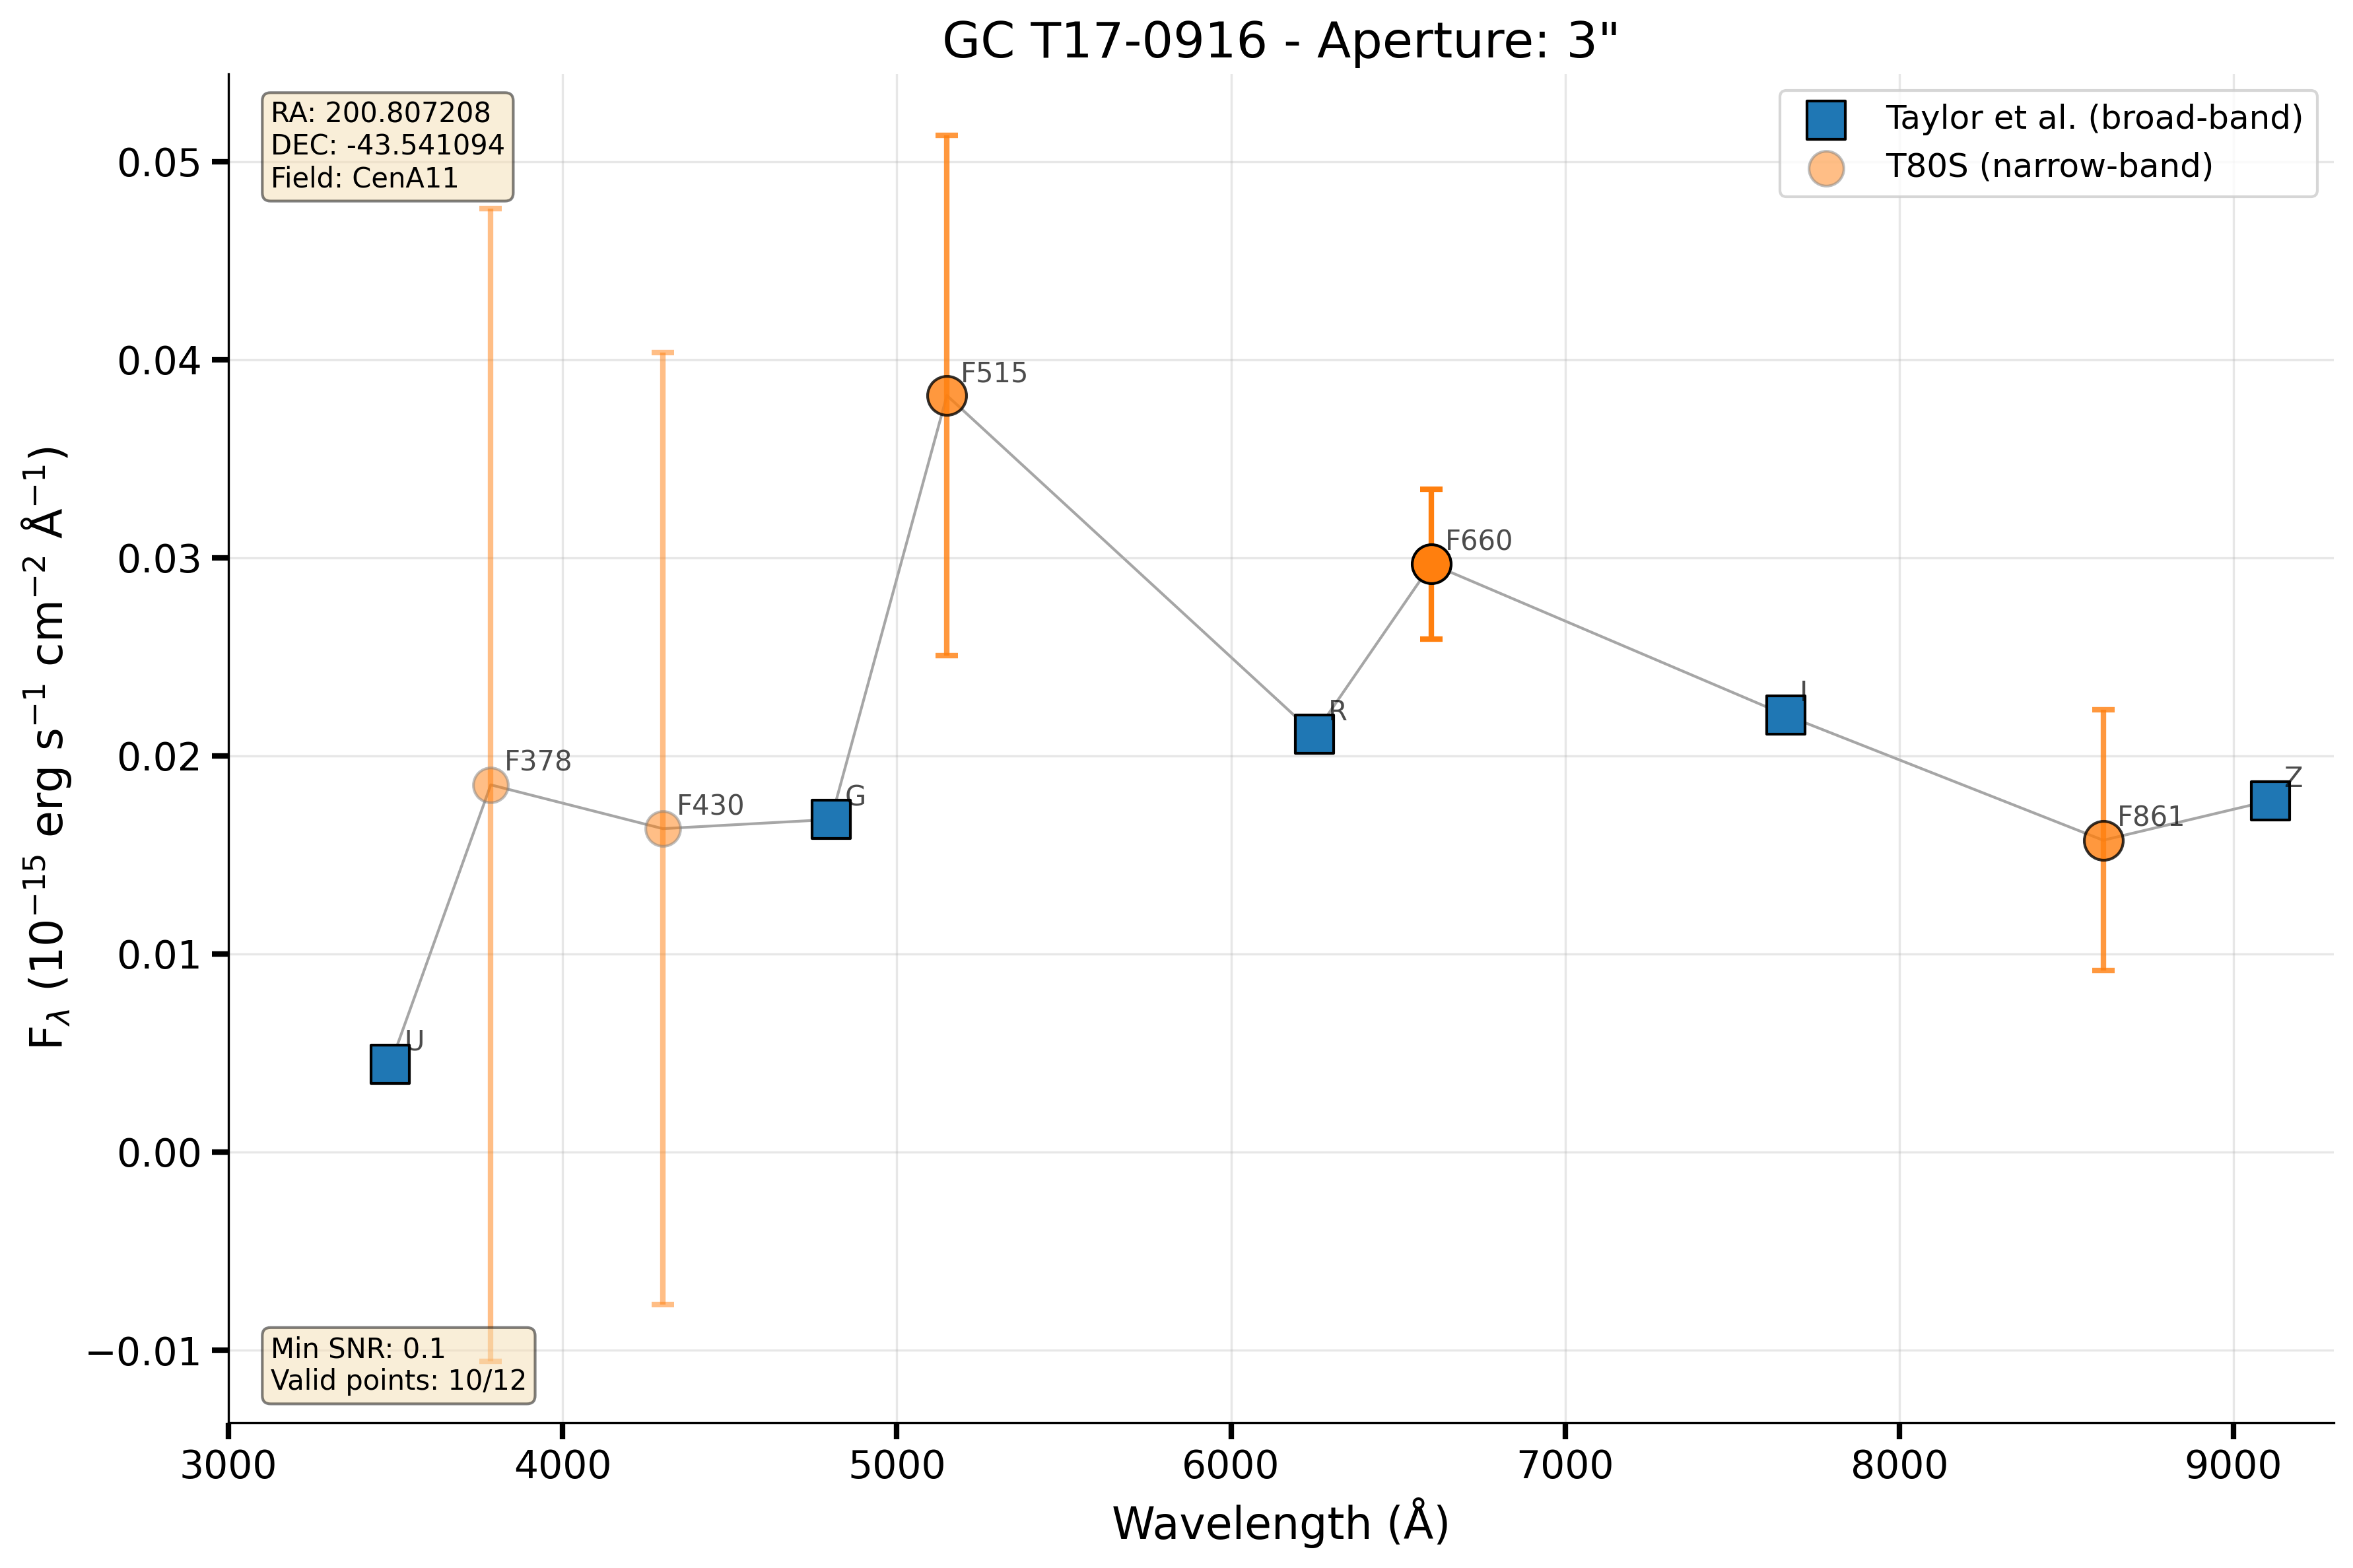 GC T17-0916 - Aperture: 3"
RA: 200.807208
DEC: -43.541094
Field: CenA11
Taylor et al. (broad-band)
T80S (narrow-band)
0.05
0.04
0.03
0.02
0.01
0.00
−0.01
F$_λ$ (10⁻¹⁵ erg s⁻¹ cm⁻² Å⁻¹)
U
F378
F430
G
F515
R
F660
I
F861
Z
Min SNR: 0.1
Valid points: 10/12
3000 4000 5000 6000 7000 8000 9000
Wavelength (Å)